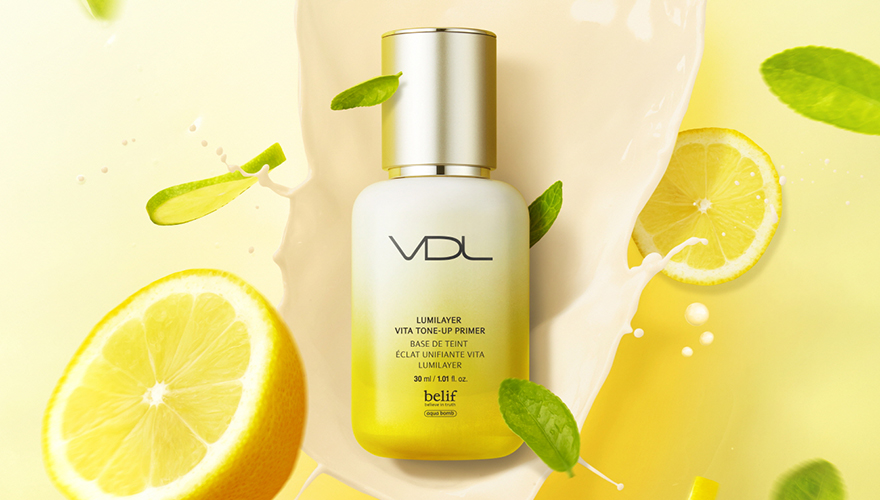 VDL
LUMILAYER
VITA TONE-UP PRIMER
BASE DE TEINT
ÉCLAT UNIFIANTE VITA
LUMILAYER
30 ml / 1.01 fl. oz.
belif
believe in truth
aqua bomb